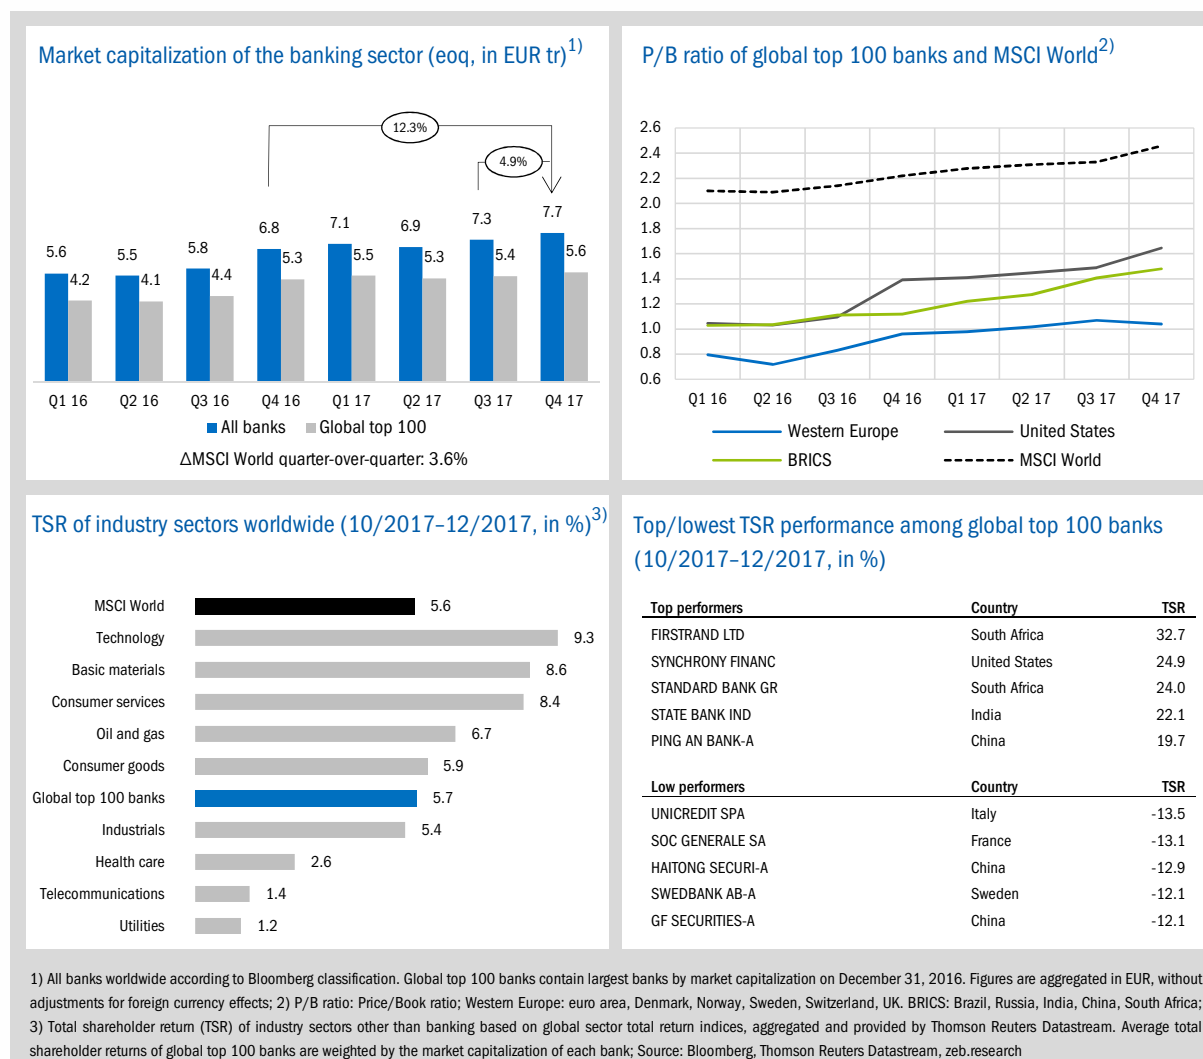 Market capitalization of the banking sector (eoq, in EUR tr)1)
12.3%
4.9%
5.6 4.2 5.5 4.1 5.8 4.4 6.8 5.3 7.1 5.5 6.9 5.3 7.3 5.4 7.7 5.6
Q1 16 Q2 16 Q3 16 Q4 16 Q1 17 Q2 17 Q3 17 Q4 17
All banks Global top 100
ΔMSCI World quarter-over-quarter: 3.6%
P/B ratio of global top 100 banks and MSCI World2)
2.6
2.4
2.2
2.0
1.8
1.6
1.4
1.2
1.0
0.8
0.6
Q1 16 Q2 16 Q3 16 Q4 16 Q1 17 Q2 17 Q3 17 Q4 17
Western Europe United States
BRICS MSCI World
TSR of industry sectors worldwide (10/2017–12/2017, in %)3)
MSCI World 5.6
Technology 9.3
Basic materials 8.6
Consumer services 8.4
Oil and gas 6.7
Consumer goods 5.9
Global top 100 banks 5.7
Industrials 5.4
Health care 2.6
Telecommunications 1.4
Utilities 1.2
Top/lowest TSR performance among global top 100 banks
(10/2017–12/2017, in %)
Top performers Country TSR
FIRSTRAND LTD South Africa 32.7
SYNCHRONY FINANC United States 24.9
STANDARD BANK GR South Africa 24.0
STATE BANK IND India 22.1
PING AN BANK-A China 19.7
Low performers Country TSR
UNICREDIT SPA Italy -13.5
SOC GENERALE SA France -13.1
HAITONG SECURI-A China -12.9
SWEDBANK AB-A Sweden -12.1
GF SECURITIES-A China -12.1
1) All banks worldwide according to Bloomberg classification. Global top 100 banks contain largest banks by market capitalization on December 31, 2016. Figures are aggregated in EUR, without
adjustments for foreign currency effects; 2) P/B ratio: Price/Book ratio; Western Europe: euro area, Denmark, Norway, Sweden, Switzerland, UK. BRICS: Brazil, Russia, India, China, South Africa;
3) Total shareholder return (TSR) of industry sectors other than banking based on global sector total return indices, aggregated and provided by Thomson Reuters Datastream. Average total
shareholder returns of global top 100 banks are weighted by the market capitalization of each bank; Source: Bloomberg, Thomson Reuters Datastream, zeb.research